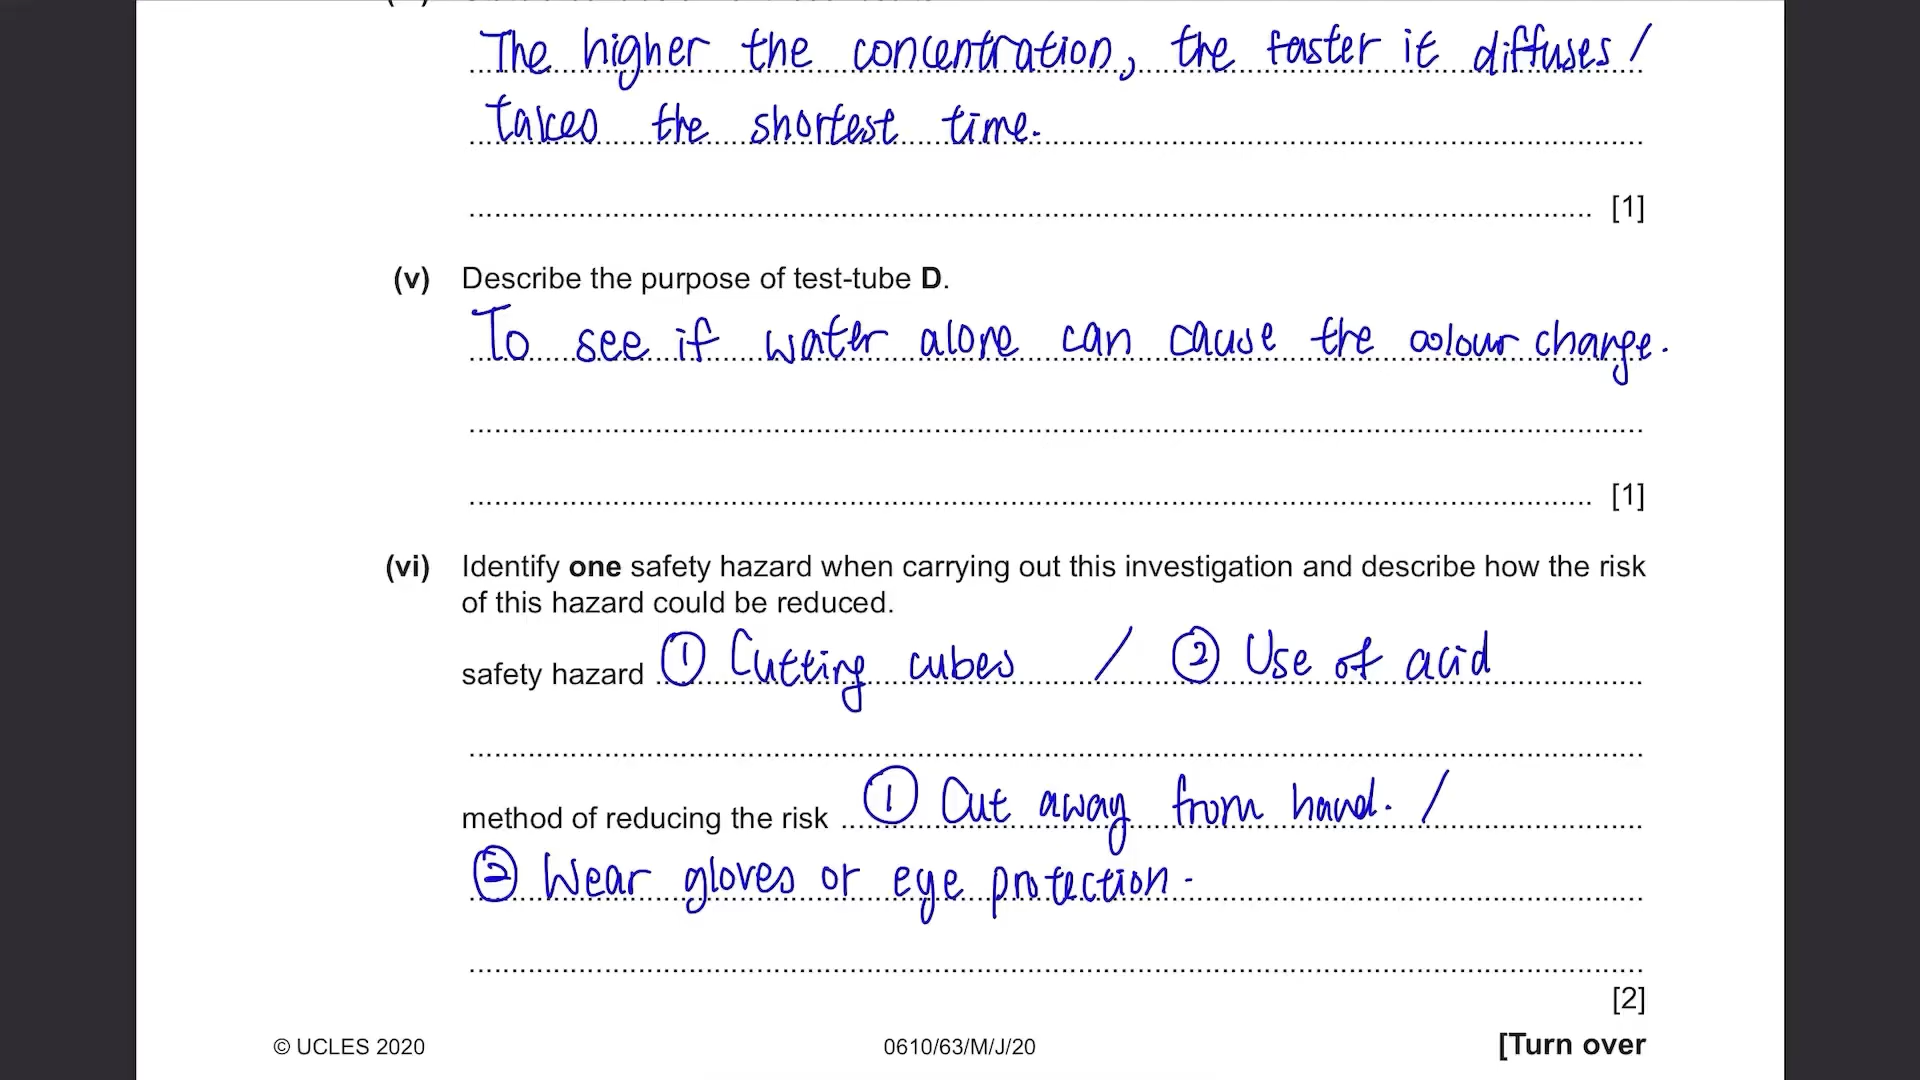 The higher the concentration, the faster it diffuses /
takes the shortest time.
[1]
(v) Describe the purpose of test-tube D.
To see if water alone can cause the colour change.
[1]
(vi) Identify one safety hazard when carrying out this investigation and describe how the risk
of this hazard could be reduced.
safety hazard ① Cutting cubes / ② Use of acid
method of reducing the risk ① Cut away from hand. /
② Wear gloves or eye protection.
[2]
© UCLES 2020 0610/63/M/J/20 [Turn over